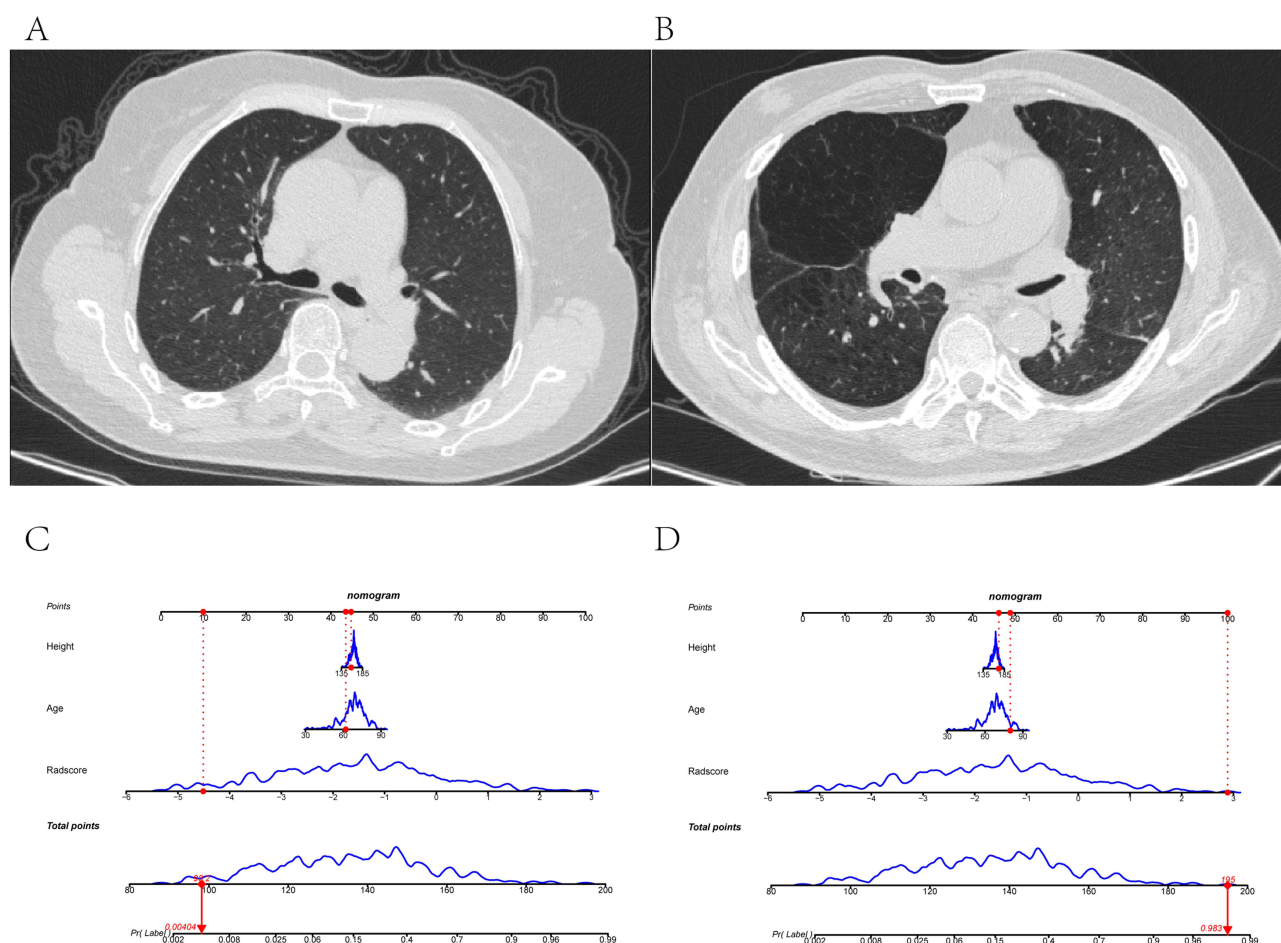 A
B
C
nomogram
Points
0 10 20 30 40 50 60 70 80 90 100
Height
135 185
Age
30 60 90
Radscore
−6 −5 −4 −3 −2 −1 0 1 2 3
Total points
98.2
80 100 120 140 160 180 200
0.00404
Pr( Label )
0.002 0.008 0.025 0.06 0.15 0.4 0.7 0.9 0.96 0.99
D
nomogram
Points
0 10 20 30 40 50 60 70 80 90 100
Height
135 185
Age
30 60 90
Radscore
−6 −5 −4 −3 −2 −1 0 1 2 3
Total points
195
80 100 120 140 160 180 200
0.983
Pr( Label )
0.002 0.008 0.025 0.06 0.15 0.4 0.7 0.9 0.96 0.99